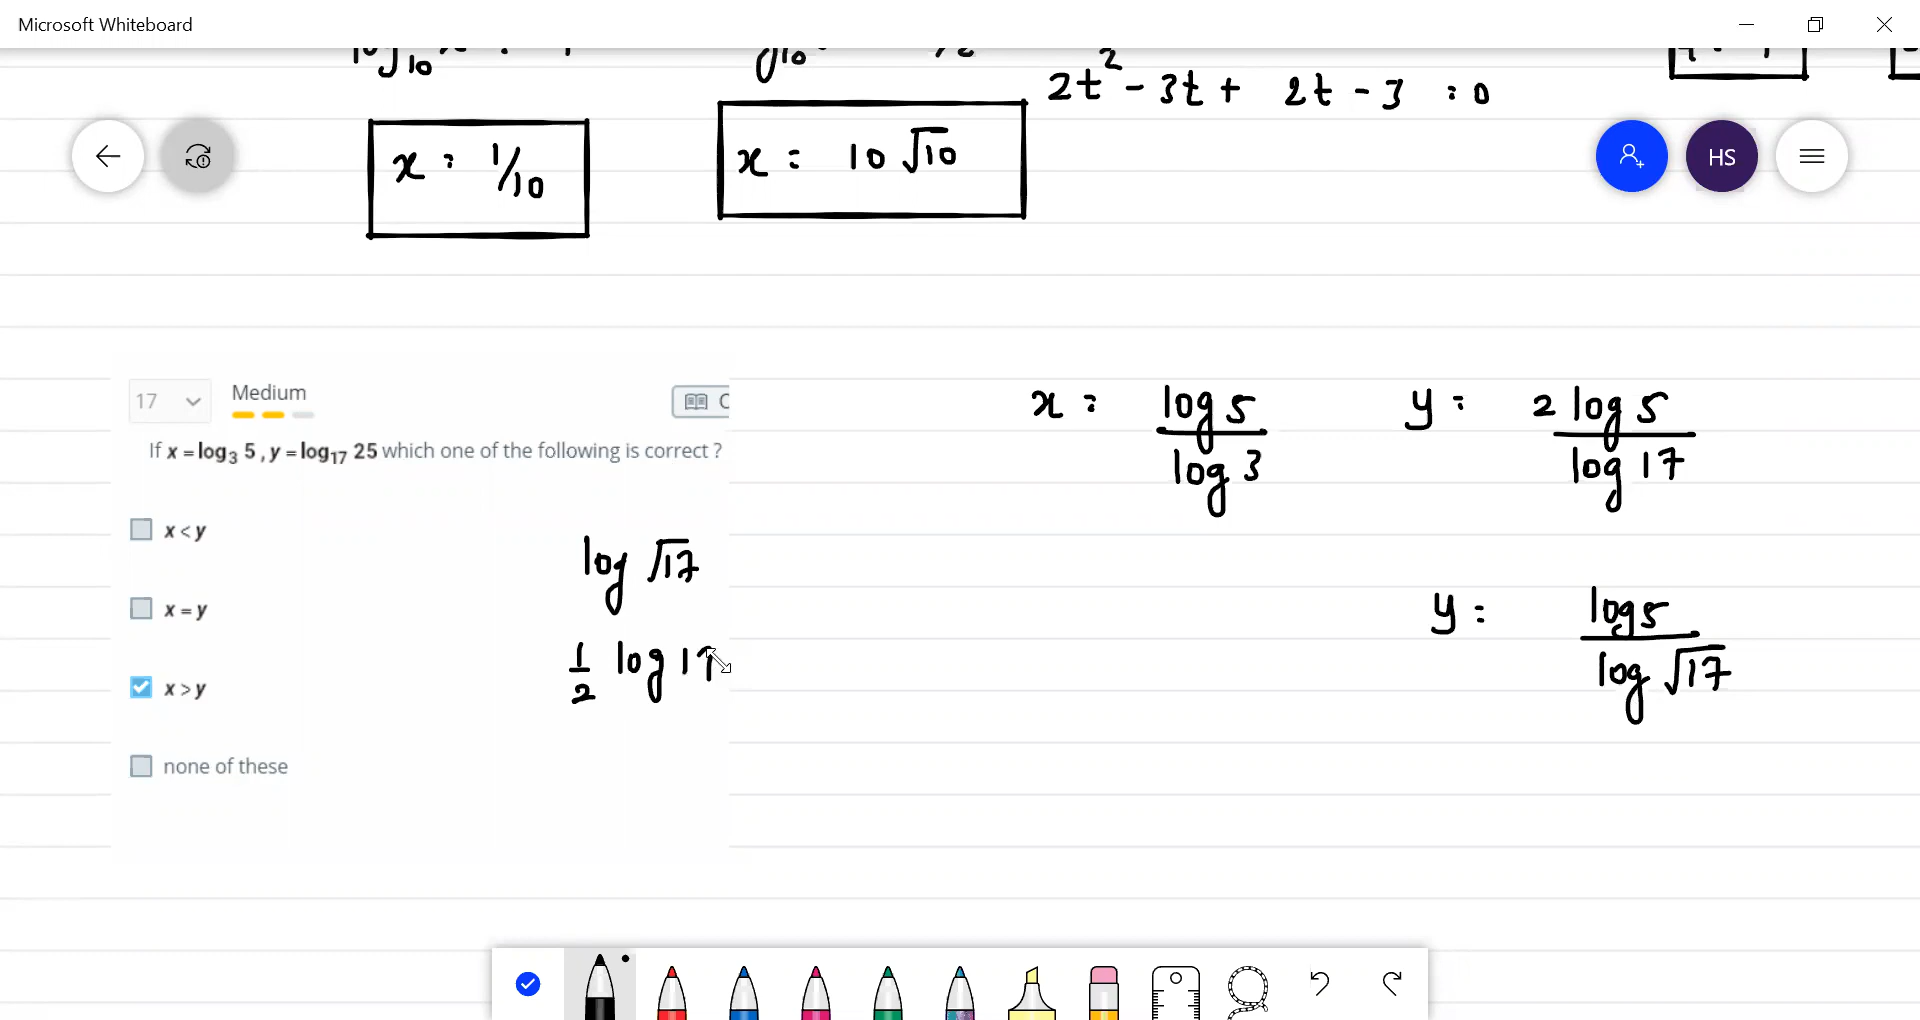 Microsoft Whiteboard
2t² - 3t + 2t - 3 = 0
x = 1/10
x = 10√10
HS
17
Medium
If x = log₃ 5 , y = log₁₇ 25 which one of the following is correct ?
x < y
x = y
x > y
none of these
log √17
1/2 log 17
x = log 5 / log 3
y = 2 log 5 / log 17
y = log 5 / log √17